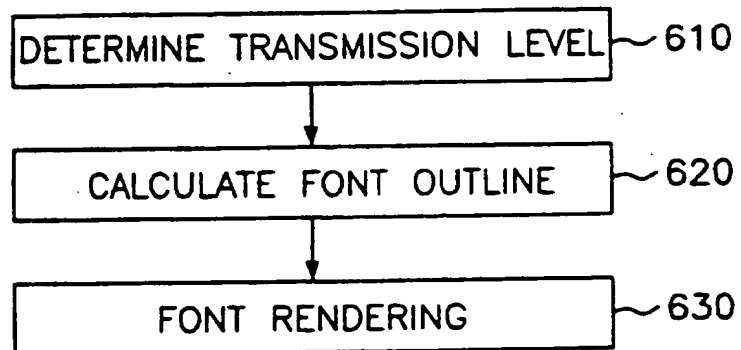 DETERMINE TRANSMISSION LEVEL 610
CALCULATE FONT OUTLINE 620
FONT RENDERING 630